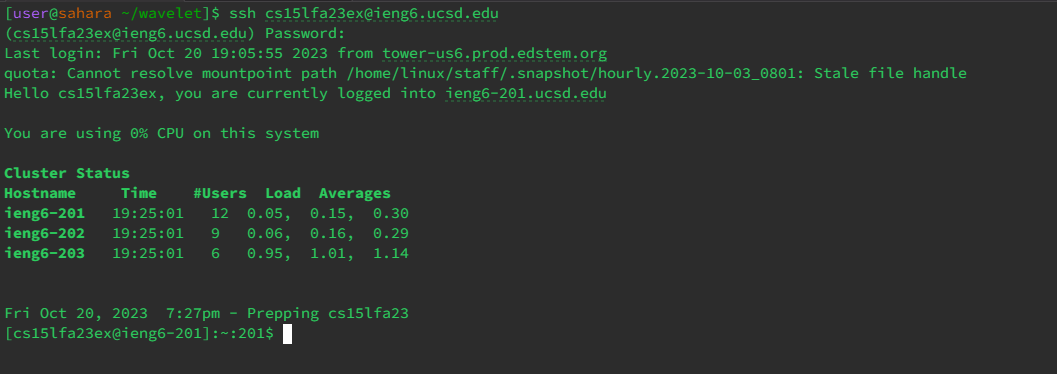 [user@sahara ~/wavelet]$ ssh cs15lfa23ex@ieng6.ucsd.edu
(cs15lfa23ex@ieng6.ucsd.edu) Password:
Last login: Fri Oct 20 19:05:55 2023 from tower-us6.prod.edstem.org
quota: Cannot resolve mountpoint path /home/linux/staff/.snapshot/hourly.2023-10-03_0801: Stale file handle
Hello cs15lfa23ex, you are currently logged into ieng6-201.ucsd.edu
You are using 0% CPU on this system
Cluster Status
Hostname     Time    #Users  Load  Averages
ieng6-201   19:25:01   12  0.05,  0.15,  0.30
ieng6-202   19:25:01   9   0.06,  0.16,  0.29
ieng6-203   19:25:01   6   0.95,  1.01,  1.14
Fri Oct 20, 2023  7:27pm - Prepping cs15lfa23
[cs15lfa23ex@ieng6-201]:~:201$